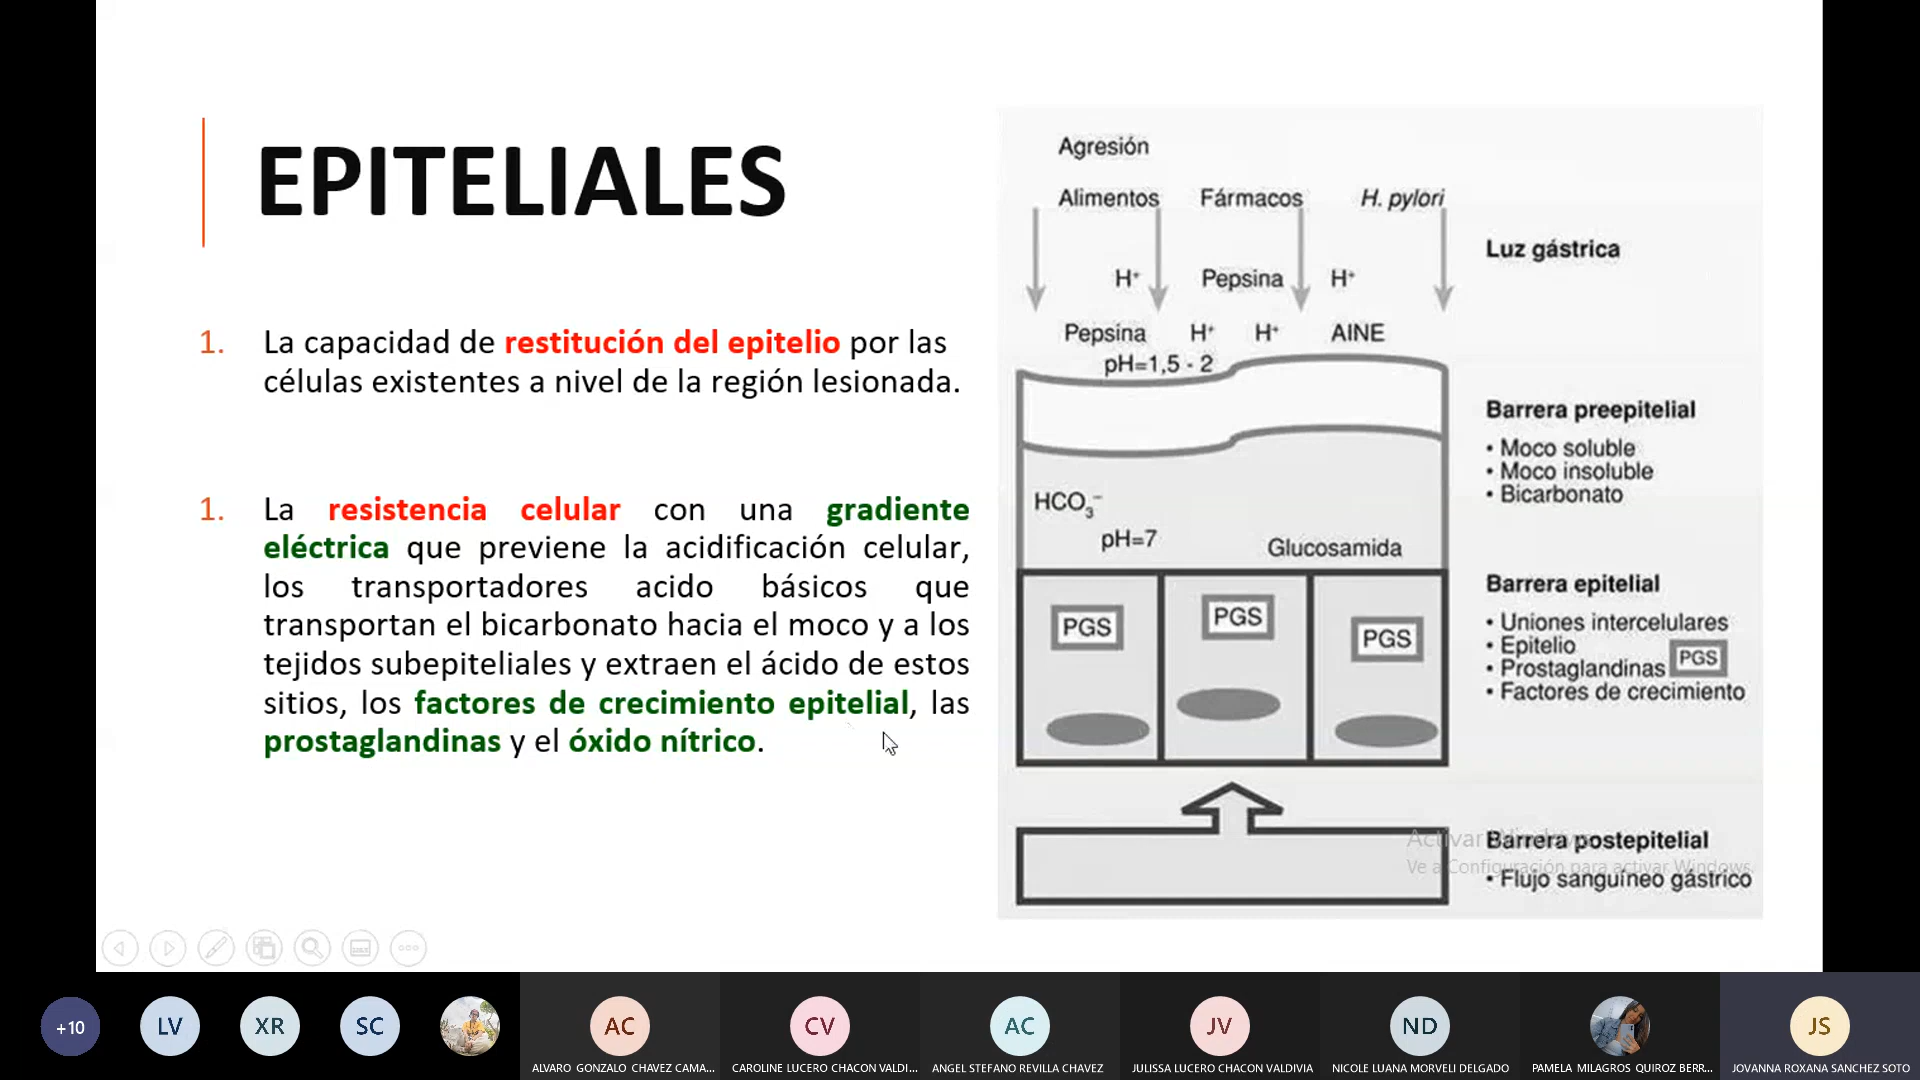 EPITELIALES
1. La capacidad de restitución del epitelio por las
células existentes a nivel de la región lesionada.
1. La resistencia celular con una gradiente
eléctrica que previene la acidificación celular,
los transportadores acido básicos que
transportan el bicarbonato hacia el moco y a los
tejidos subepiteliales y extraen el ácido de estos
sitios, los factores de crecimiento epitelial, las
prostaglandinas y el óxido nítrico.
Agresión
Alimentos Fármacos H. pylori
Luz gástrica
H⁺ Pepsina H⁺
Pepsina H⁺ H⁺ AINE
pH=1,5 - 2
Barrera preepitelial
• Moco soluble
• Moco insoluble
• Bicarbonato
HCO₃⁻
pH=7 Glucosamida
Barrera epitelial
• Uniones intercelulares
• Epitelio
• Prostaglandinas PGS
• Factores de crecimiento
PGS PGS PGS
Barrera postepitelial
• Flujo sanguíneo gástrico
Activar Windows
Ve a Configuración para activar Windows.
+10 LV XR SC AC CV AC JV ND JS
ALVARO GONZALO CHAVEZ CAMA...
CAROLINE LUCERO CHACON VALDI...
ANGEL STEFANO REVILLA CHAVEZ
JULISSA LUCERO CHACON VALDIVIA
NICOLE LUANA MORVELI DELGADO
PAMELA MILAGROS QUIROZ BERR...
JOVANNA ROXANA SANCHEZ SOTO